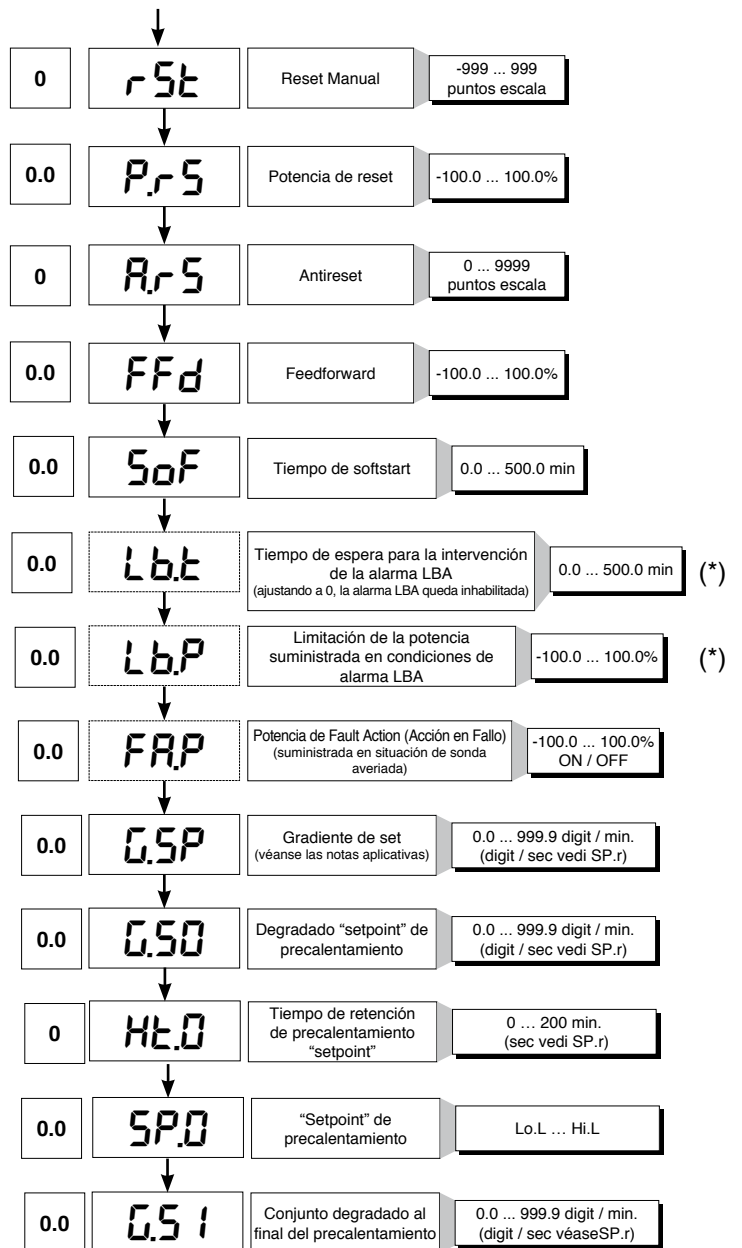 0
rSt
Reset Manual
-999 ... 999
puntos escala
0.0
P.rS
Potencia de reset
-100.0 ... 100.0%
0
A.rS
Antireset
0 ... 9999
puntos escala
0.0
FFd
Feedforward
-100.0 ... 100.0%
0.0
SoF
Tiempo de softstart
0.0 ... 500.0 min
0.0
Lb.t
Tiempo de espera para la intervención
de la alarma LBA
(ajustando a 0, la alarma LBA queda inhabilitada)
0.0 ... 500.0 min
(*)
0.0
Lb.P
Limitación de la potencia
suministrada en condiciones de
alarma LBA
-100.0 ... 100.0%
(*)
0.0
FA.P
Potencia de Fault Action (Acción en Fallo)
(suministrada en situación de sonda
averiada)
-100.0 ... 100.0%
ON / OFF
0.0
G.SP
Gradiente de set
(véanse las notas aplicativas)
0.0 ... 999.9 digit / min.
(digit / sec vedi SP.r)
0.0
G.S0
Degradado “setpoint” de
precalentamiento
0.0 ... 999.9 digit / min.
(digit / sec vedi SP.r)
0
Ht.0
Tiempo de retención
de precalentamiento
“setpoint”
0 … 200 min.
(sec vedi SP.r)
0.0
SP.0
“Setpoint” de
precalentamiento
Lo.L … Hi.L
0.0
G.S1
Conjunto degradado al
final del precalentamiento
0.0 ... 999.9 digit / min.
(digit / sec véaseSP.r)